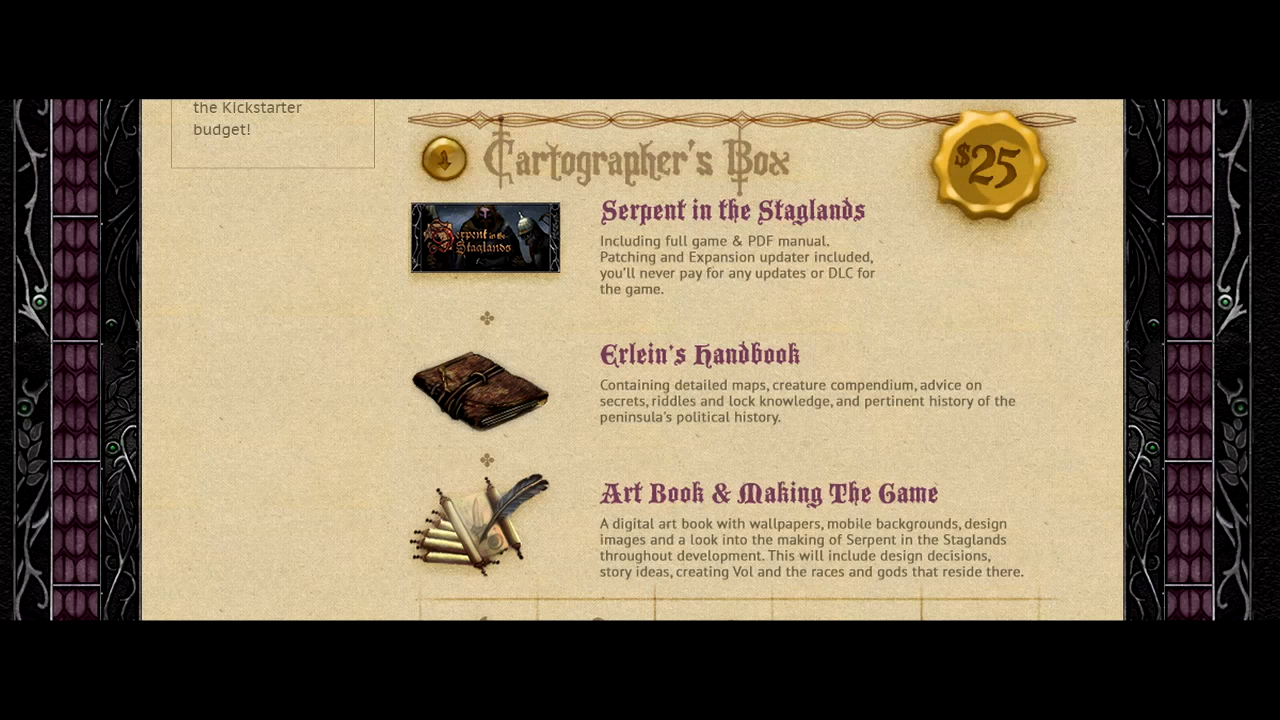 the Kickstarter
budget!
Cartographer's Box
$25
Serpent in the Staglands
Serpent in the
Staglands
Including full game & PDF manual.
Patching and Expansion updater included,
you'll never pay for any updates or DLC for
the game.
Erlein's Handbook
Containing detailed maps, creature compendium, advice on
secrets, riddles and lock knowledge, and pertinent history of the
peninsula's political history.
Art Book & Making The Game
A digital art book with wallpapers, mobile backgrounds, design
images and a look into the making of Serpent in the Staglands
throughout development. This will include design decisions,
story ideas, creating Vol and the races and gods that reside there.